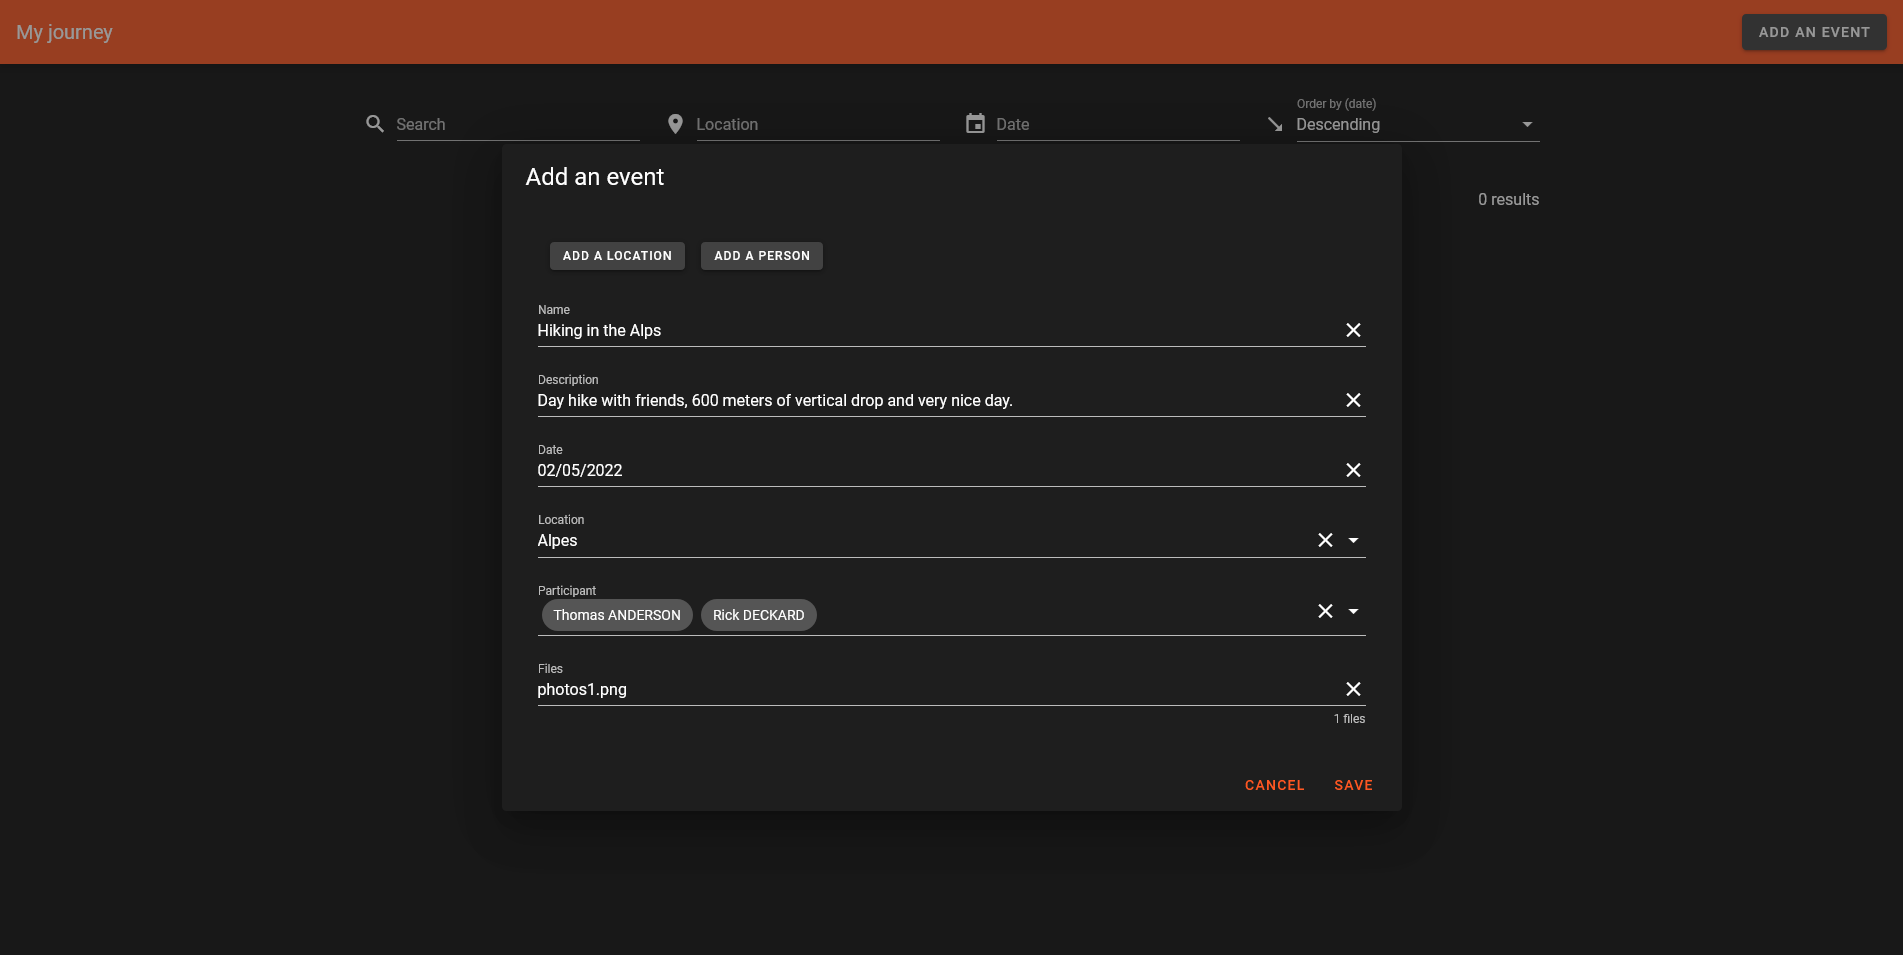 My journey
ADD AN EVENT
Search
Location
Date
Order by (date)
Descending
0 results
Add an event
ADD A LOCATION
ADD A PERSON
Name
Hiking in the Alps
Description
Day hike with friends, 600 meters of vertical drop and very nice day.
Date
02/05/2022
Location
Alpes
Participant
Thomas ANDERSON
Rick DECKARD
Files
photos1.png
1 files
CANCEL
SAVE